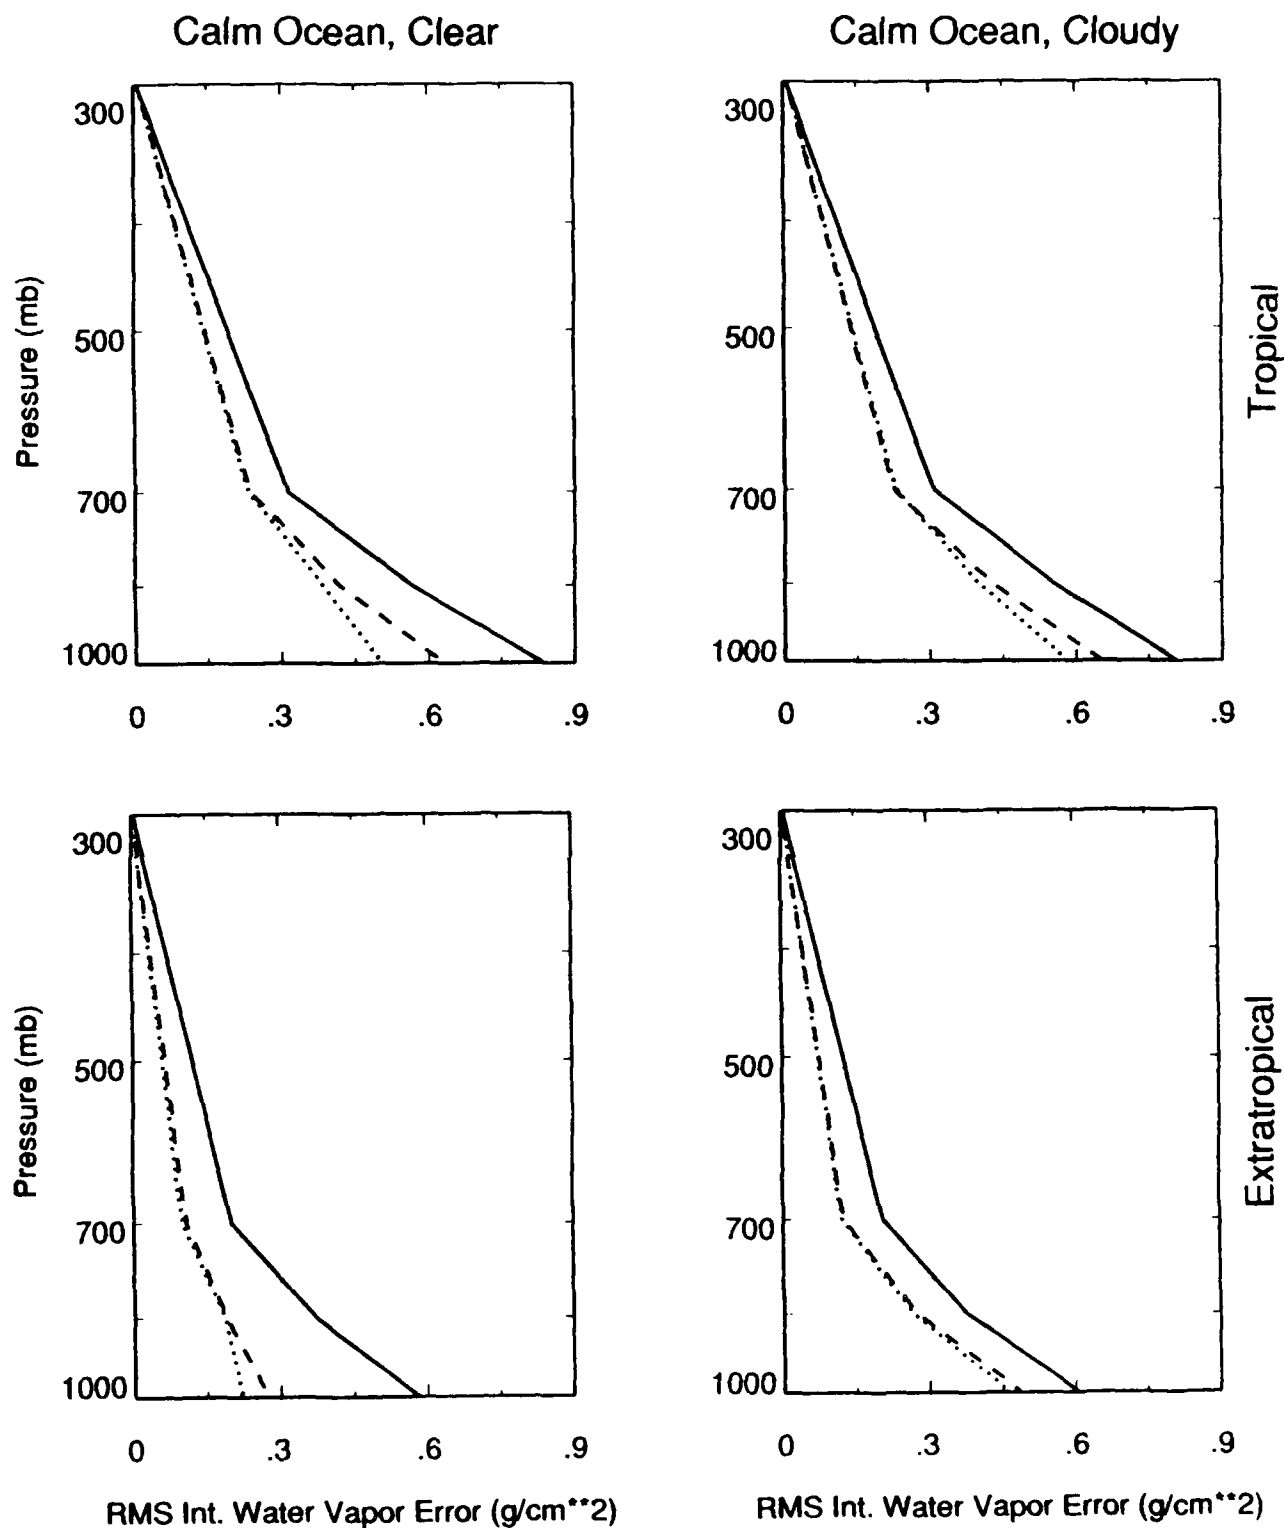 Calm Ocean, Clear
Calm Ocean, Cloudy
300
500
700
1000
Pressure (mb)
0 .3 .6 .9
300
500
700
1000
0 .3 .6 .9
Tropical
300
500
700
1000
Pressure (mb)
0 .3 .6 .9
RMS Int. Water Vapor Error (g/cm**2)
300
500
700
1000
0 .3 .6 .9
RMS Int. Water Vapor Error (g/cm**2)
Extratropical